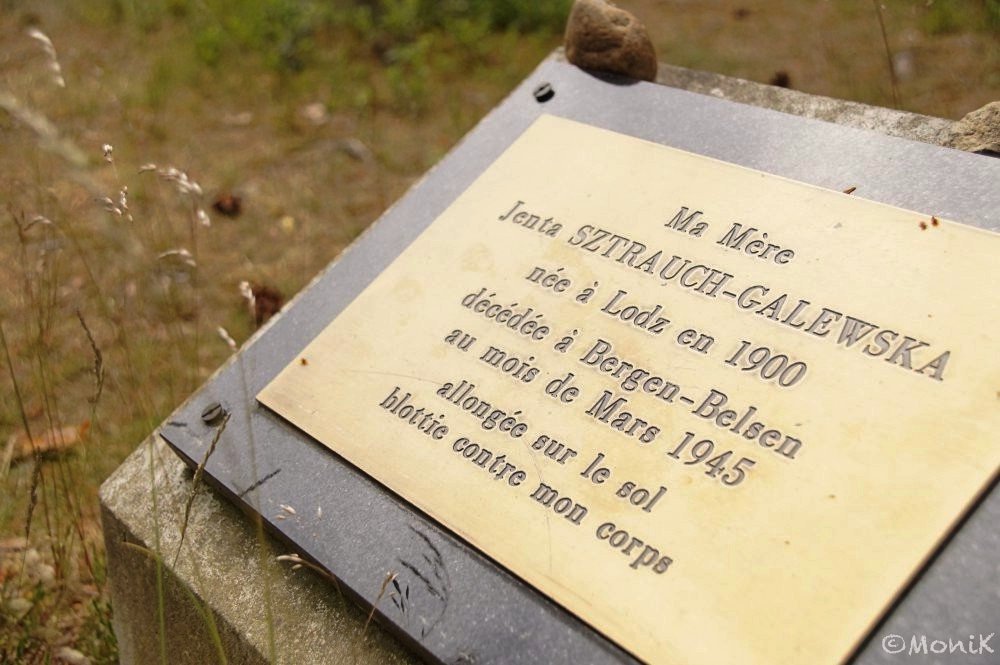 Ma Mère
Jenta SZTRAUCH-GALEWSKA
née à Lodz en 1900
décédée à Bergen-Belsen
au mois de Mars 1945
allongée sur le sol
blottie contre mon corps
©MoniK